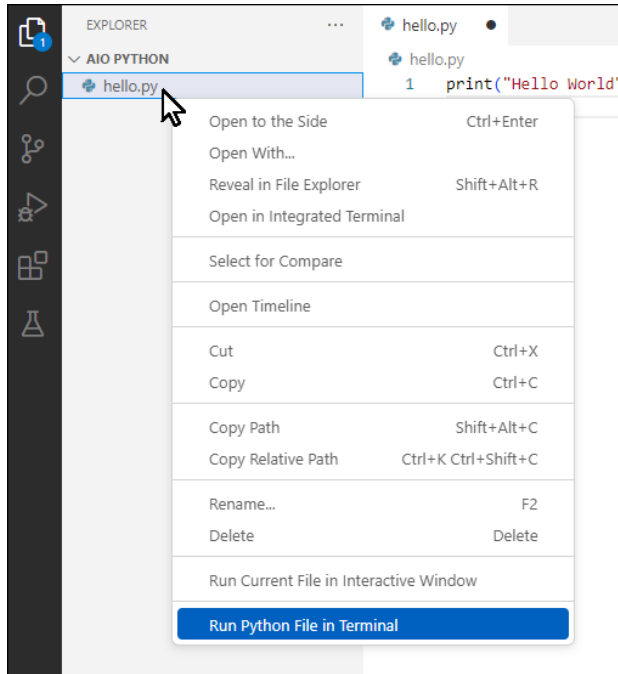 EXPLORER ...
AIO PYTHON
hello.py
1
hello.py
hello.py
1 print("Hello World"
Open to the Side Ctrl+Enter
Open With...
Reveal in File Explorer Shift+Alt+R
Open in Integrated Terminal
Select for Compare
Open Timeline
Cut Ctrl+X
Copy Ctrl+C
Copy Path Shift+Alt+C
Copy Relative Path Ctrl+K Ctrl+Shift+C
Rename... F2
Delete Delete
Run Current File in Interactive Window
Run Python File in Terminal